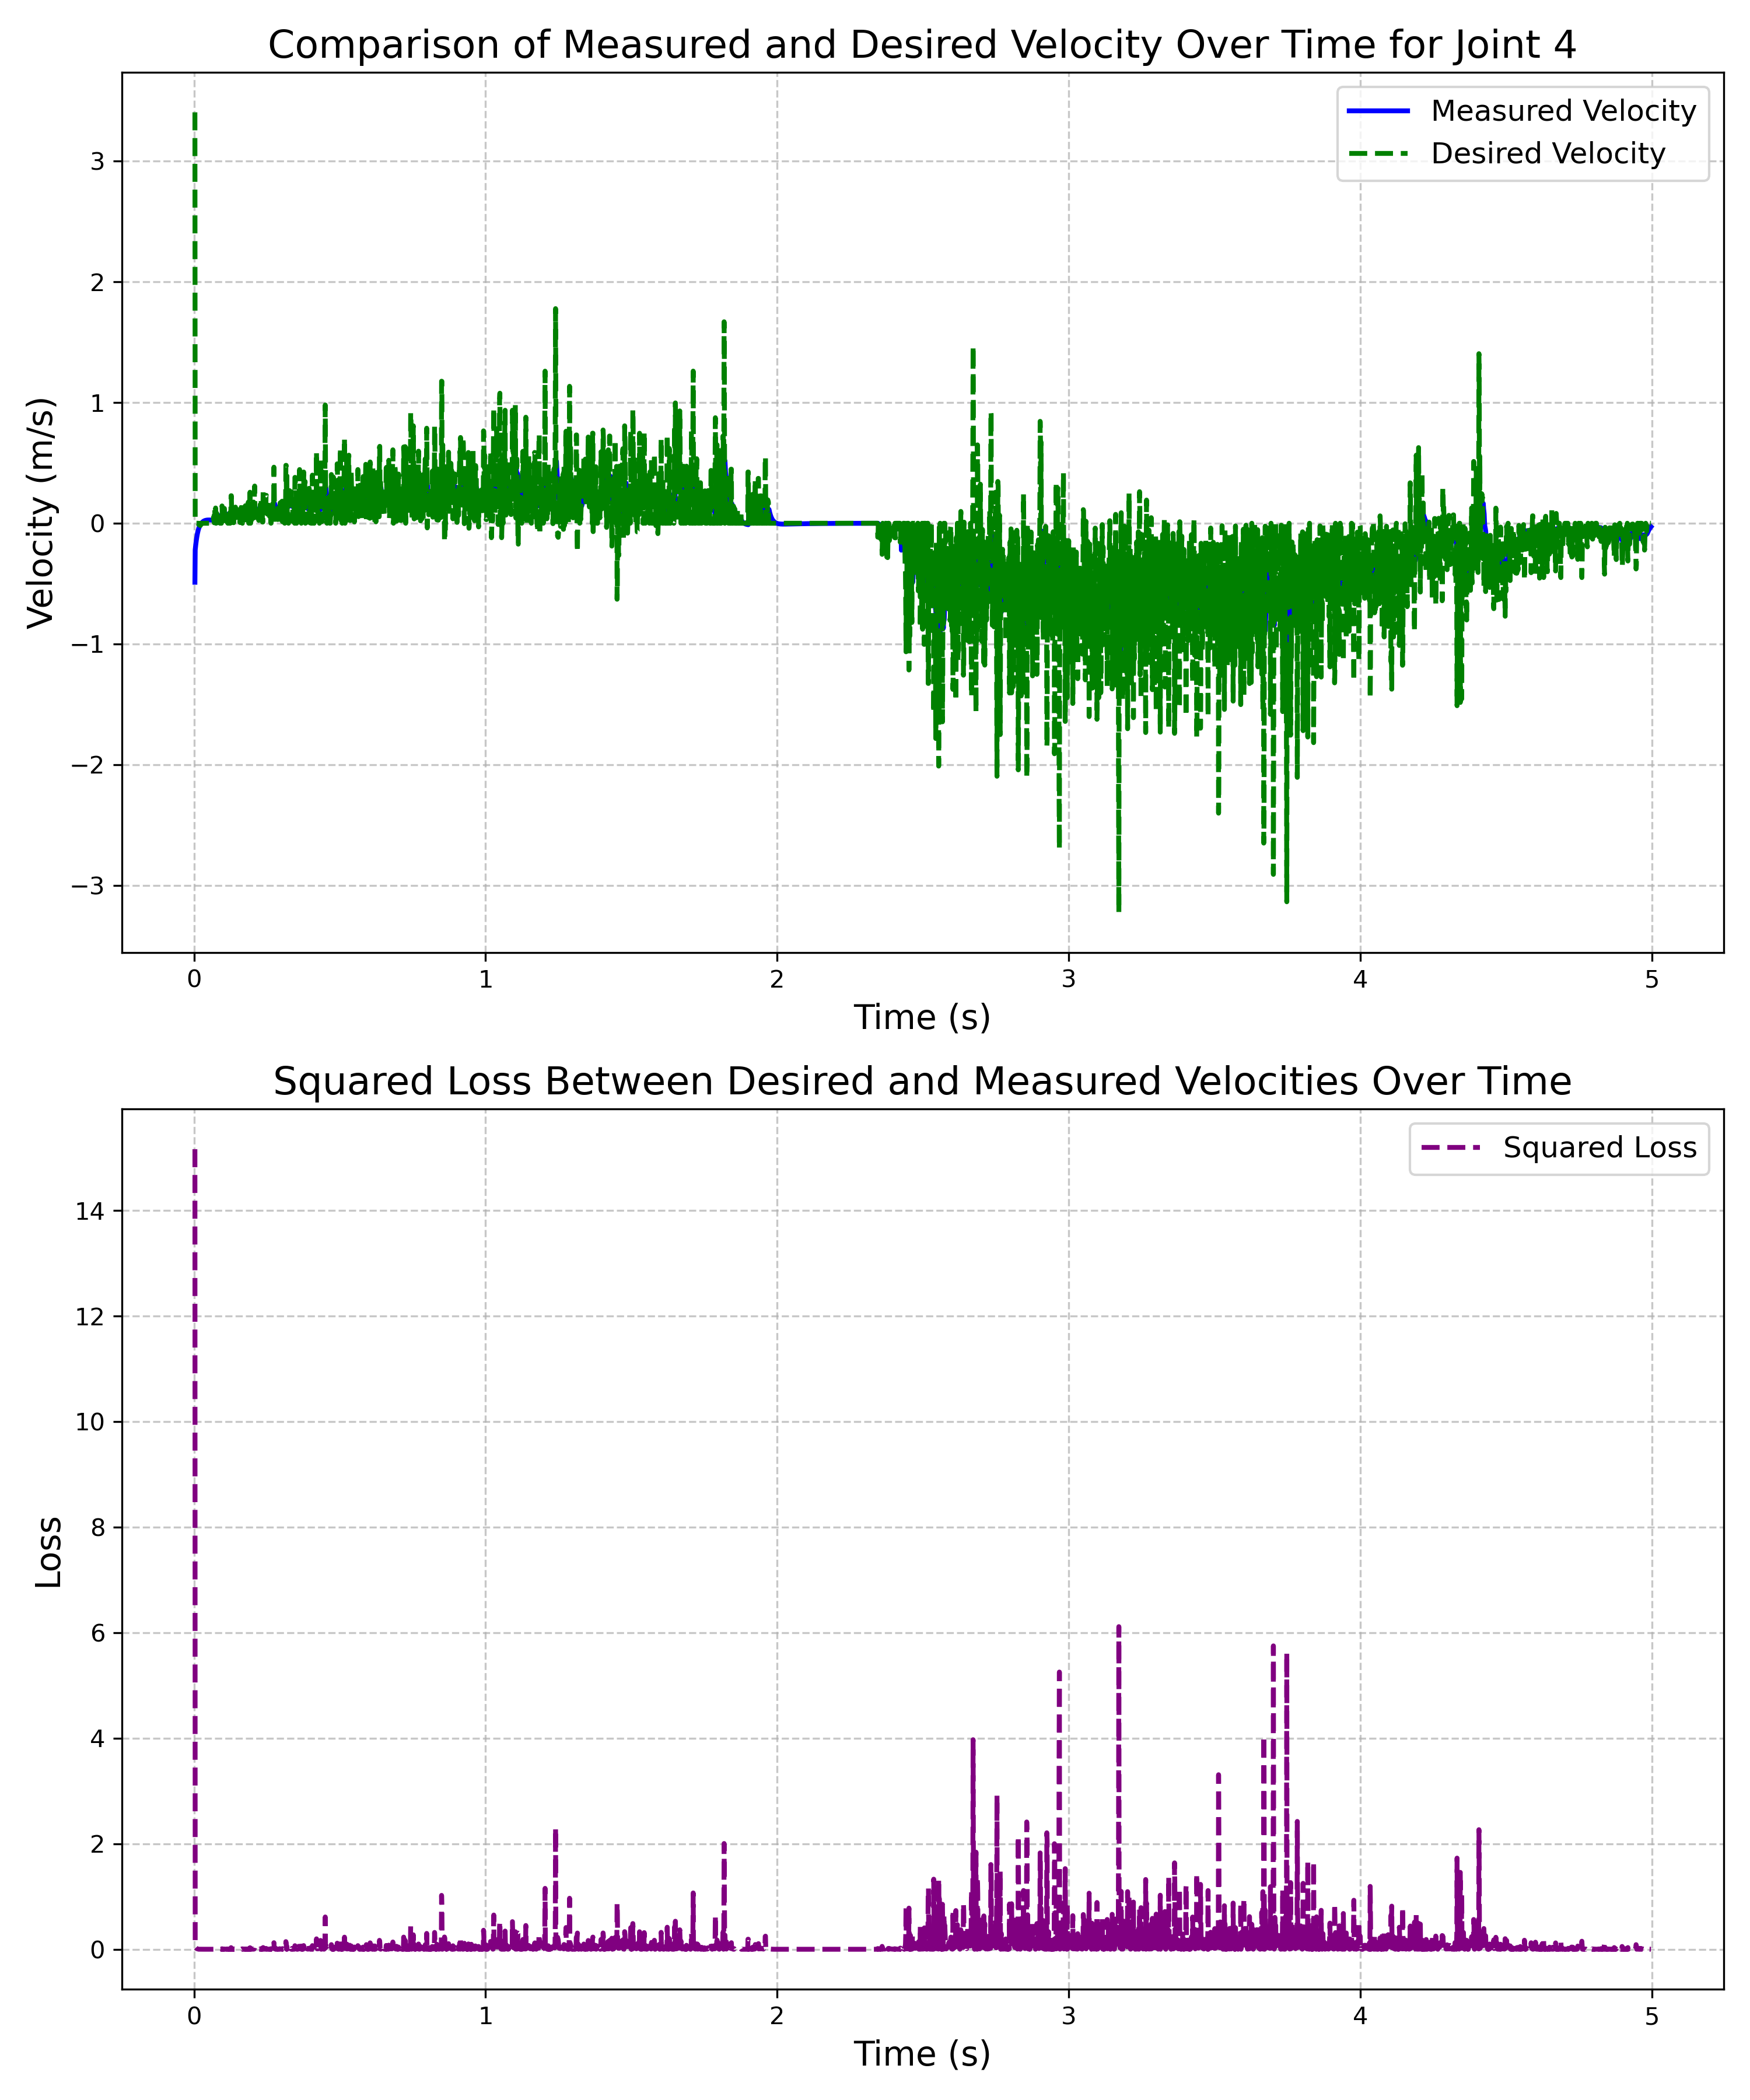 Comparison of Measured and Desired Velocity Over Time for Joint 4
Measured Velocity
Desired Velocity
Velocity (m/s)
3
2
1
0
−1
−2
−3
0 1 2 3 4 5
Time (s)
Squared Loss Between Desired and Measured Velocities Over Time
Squared Loss
Loss
14
12
10
8
6
4
2
0
0 1 2 3 4 5
Time (s)